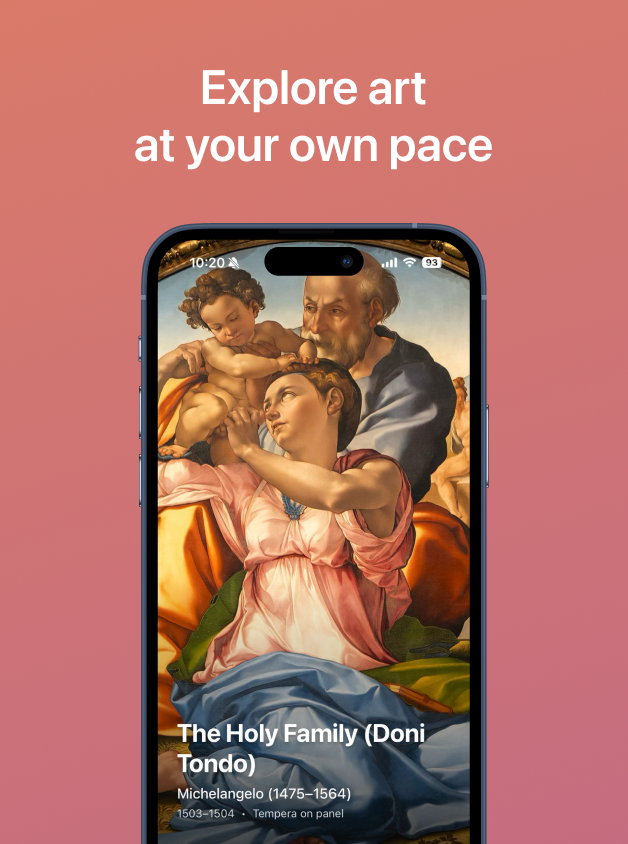 Explore art
at your own pace
10:20
93
The Holy Family (Doni
Tondo)
Michelangelo (1475–1564)
1503–1504 • Tempera on panel